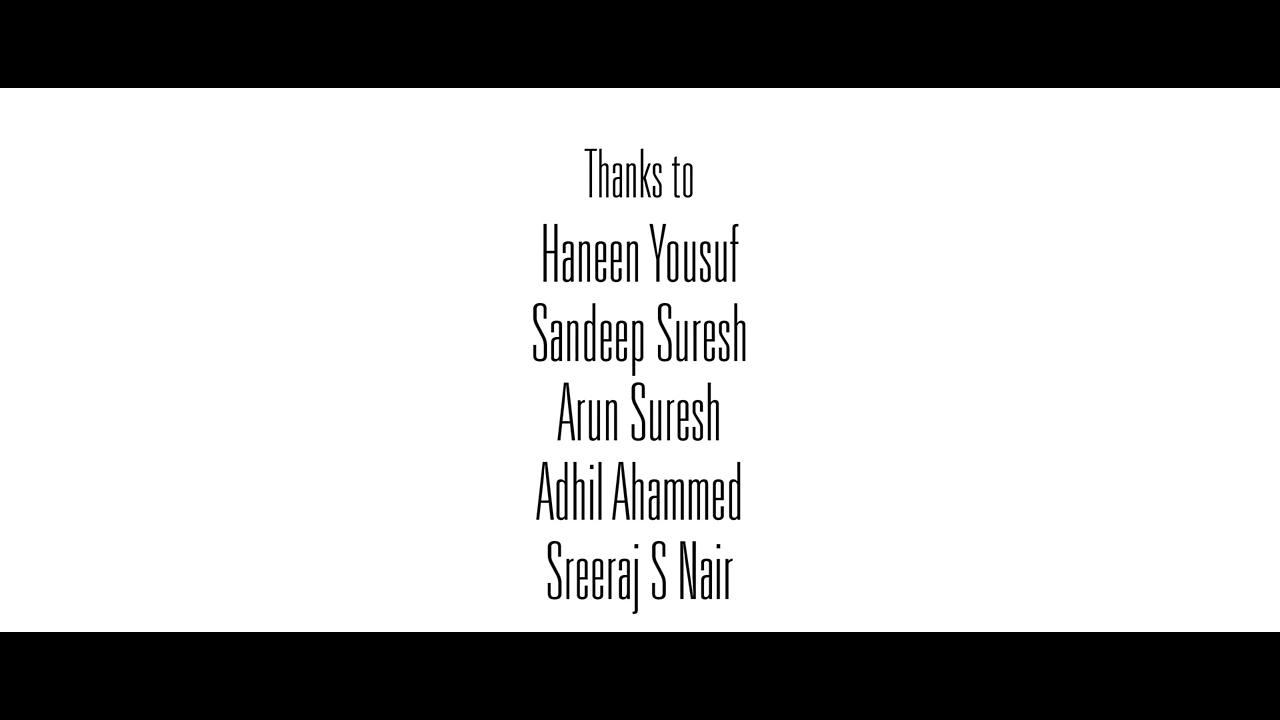 Thanks to
Haneen Yousuf
Sandeep Suresh
Arun Suresh
Adhil Ahammed
Sreeraj S Nair